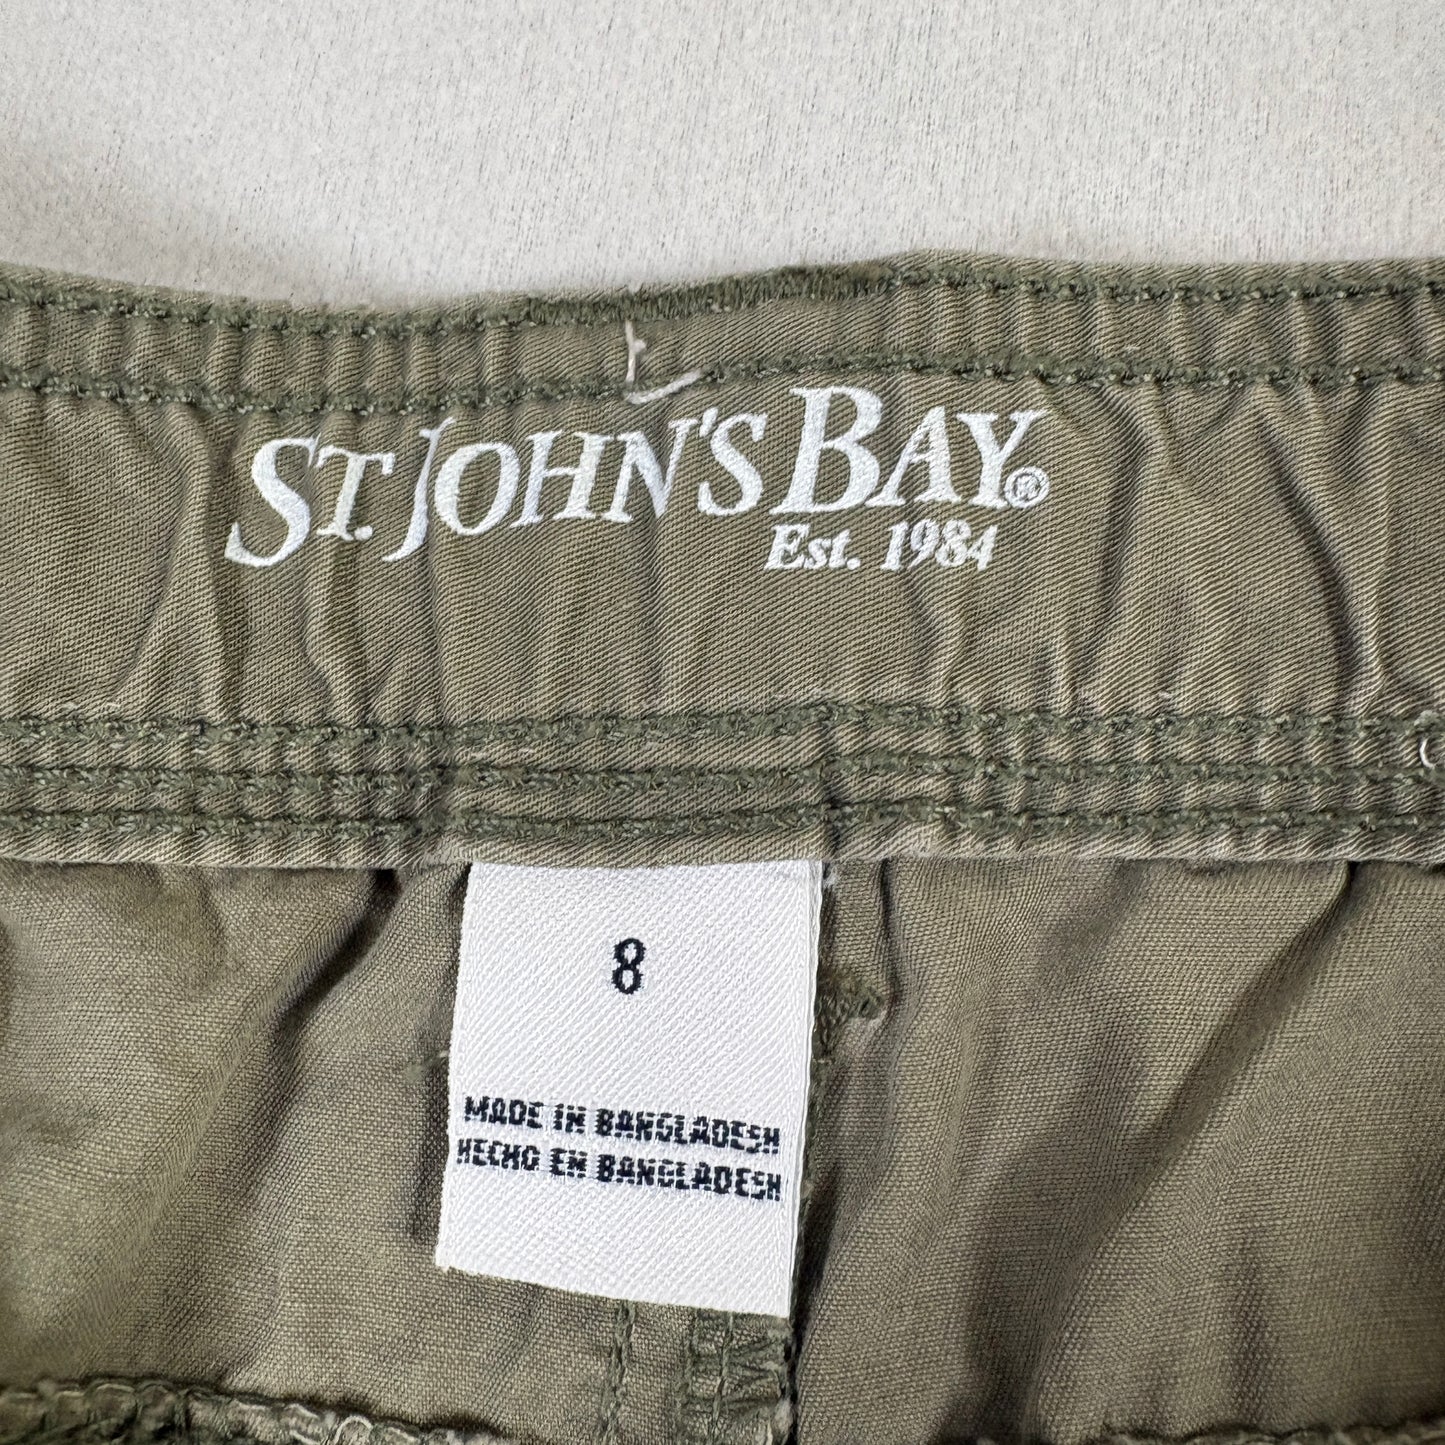 ST. JOHN'S BAY®
Est. 1984
8
MADE IN BANGLADESH
HECHO EN BANGLADESH